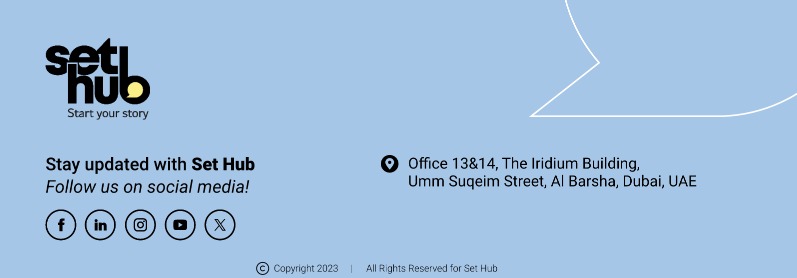 set
hub
Start your story
Stay updated with Set Hub
Follow us on social media!
Office 13&14, The Iridium Building,
Umm Suqeim Street, Al Barsha, Dubai, UAE
© Copyright 2023 | All Rights Reserved for Set Hub